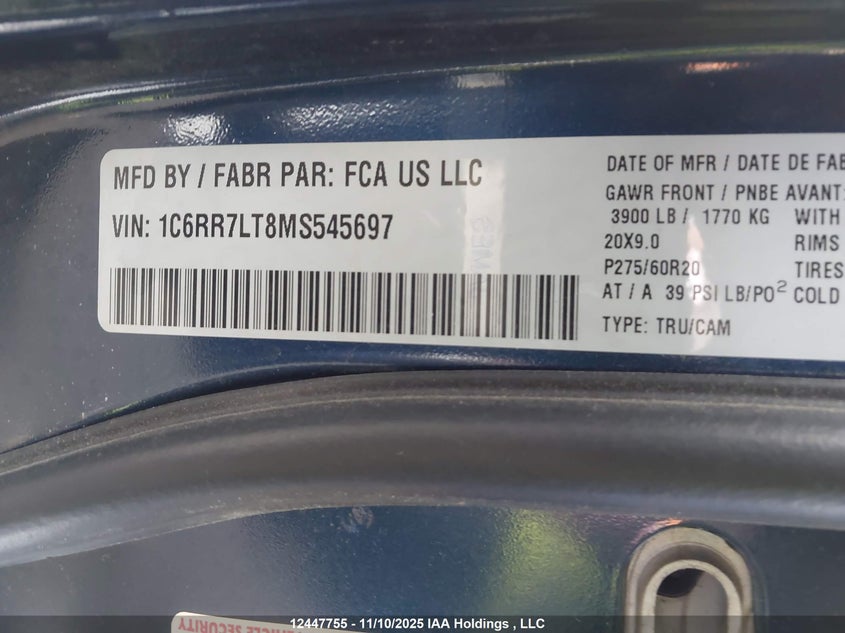 MFD BY / FABR PAR: FCA US LLC
VIN: 1C6RR7LT8MS545697
DATE OF MFR / DATE DE FAB
GAWR FRONT / PNBE AVANT:
3900 LB / 1770 KG WITH
20X9.0 RIMS
P275/60R20 TIRES
AT / A 39 PSI LB/PO² COLD
TYPE: TRU/CAM
SECURITY
12447755 - 11/10/2025 IAA Holdings , LLC